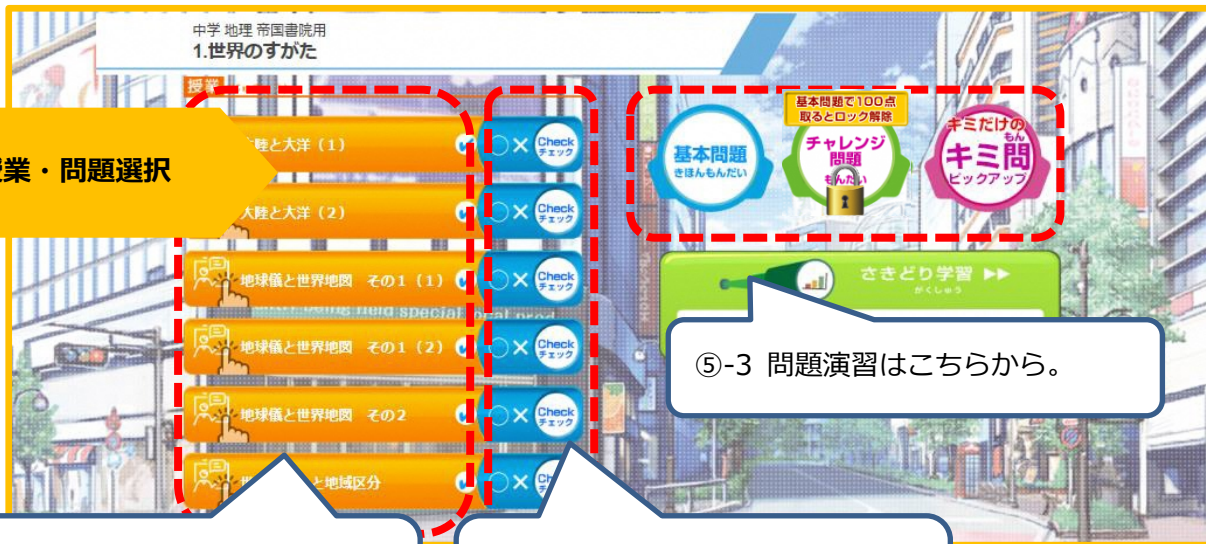 中学 地理 帝国書院用
1.世界のすがた
授業
業・問題選択
陸と大洋（1）
Check
チェック
大陸と大洋（2）
Check
チェック
地球儀と世界地図 その1（1）
Check
チェック
地球儀と世界地図 その1（2）
Check
チェック
地球儀と世界地図 その2
Check
チェック
と地域区分
基本問題
きほんもんだい
基本問題で100点
取るとロック解除
チャレンジ
問題
もんだい
キミだけの
もん
キミ問
ピックアップ
さきどり学習
がくしゅう
⑤-3 問題演習はこちらから。
being held special local prod